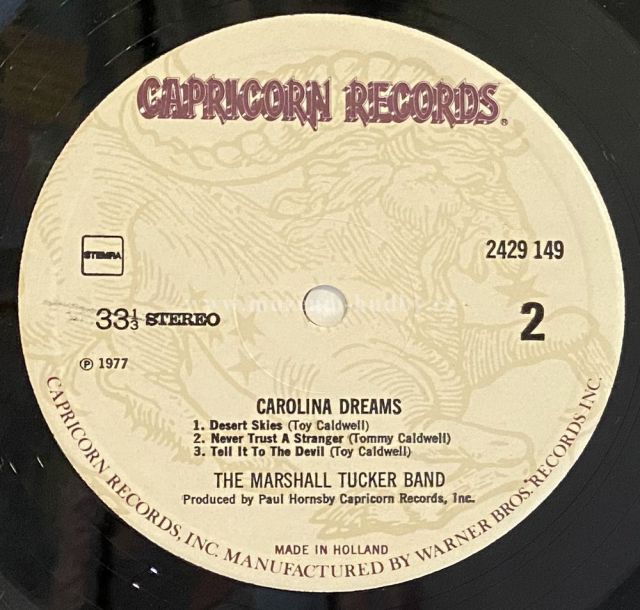 CAPRICORN RECORDS®
STEMRA
2429 149
33⅓ STEREO
2
℗ 1977
CAROLINA DREAMS
1. Desert Skies (Toy Caldwell)
2. Never Trust A Stranger (Tommy Caldwell)
3. Tell It To The Devil (Toy Caldwell)
THE MARSHALL TUCKER BAND
Produced by Paul Hornsby Capricorn Records, Inc.
MADE IN HOLLAND
CAPRICORN RECORDS, INC. MANUFACTURED BY WARNER BROS. RECORDS INC.